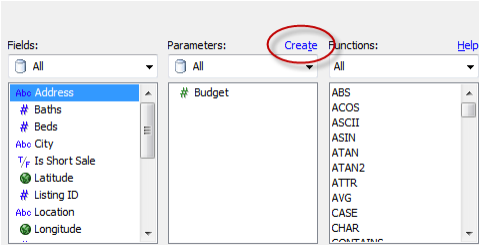 Fields:
Parameters:
Create
Functions:
Help
All
All
All
Abc Address
# Baths
# Beds
Abc City
T/F Is Short Sale
Latitude
# Listing ID
Abc Location
Longitude
# Budget
ABS
ACOS
ASCII
ASIN
ATAN
ATAN2
ATTR
AVG
CASE
CHAR
CONTAINS